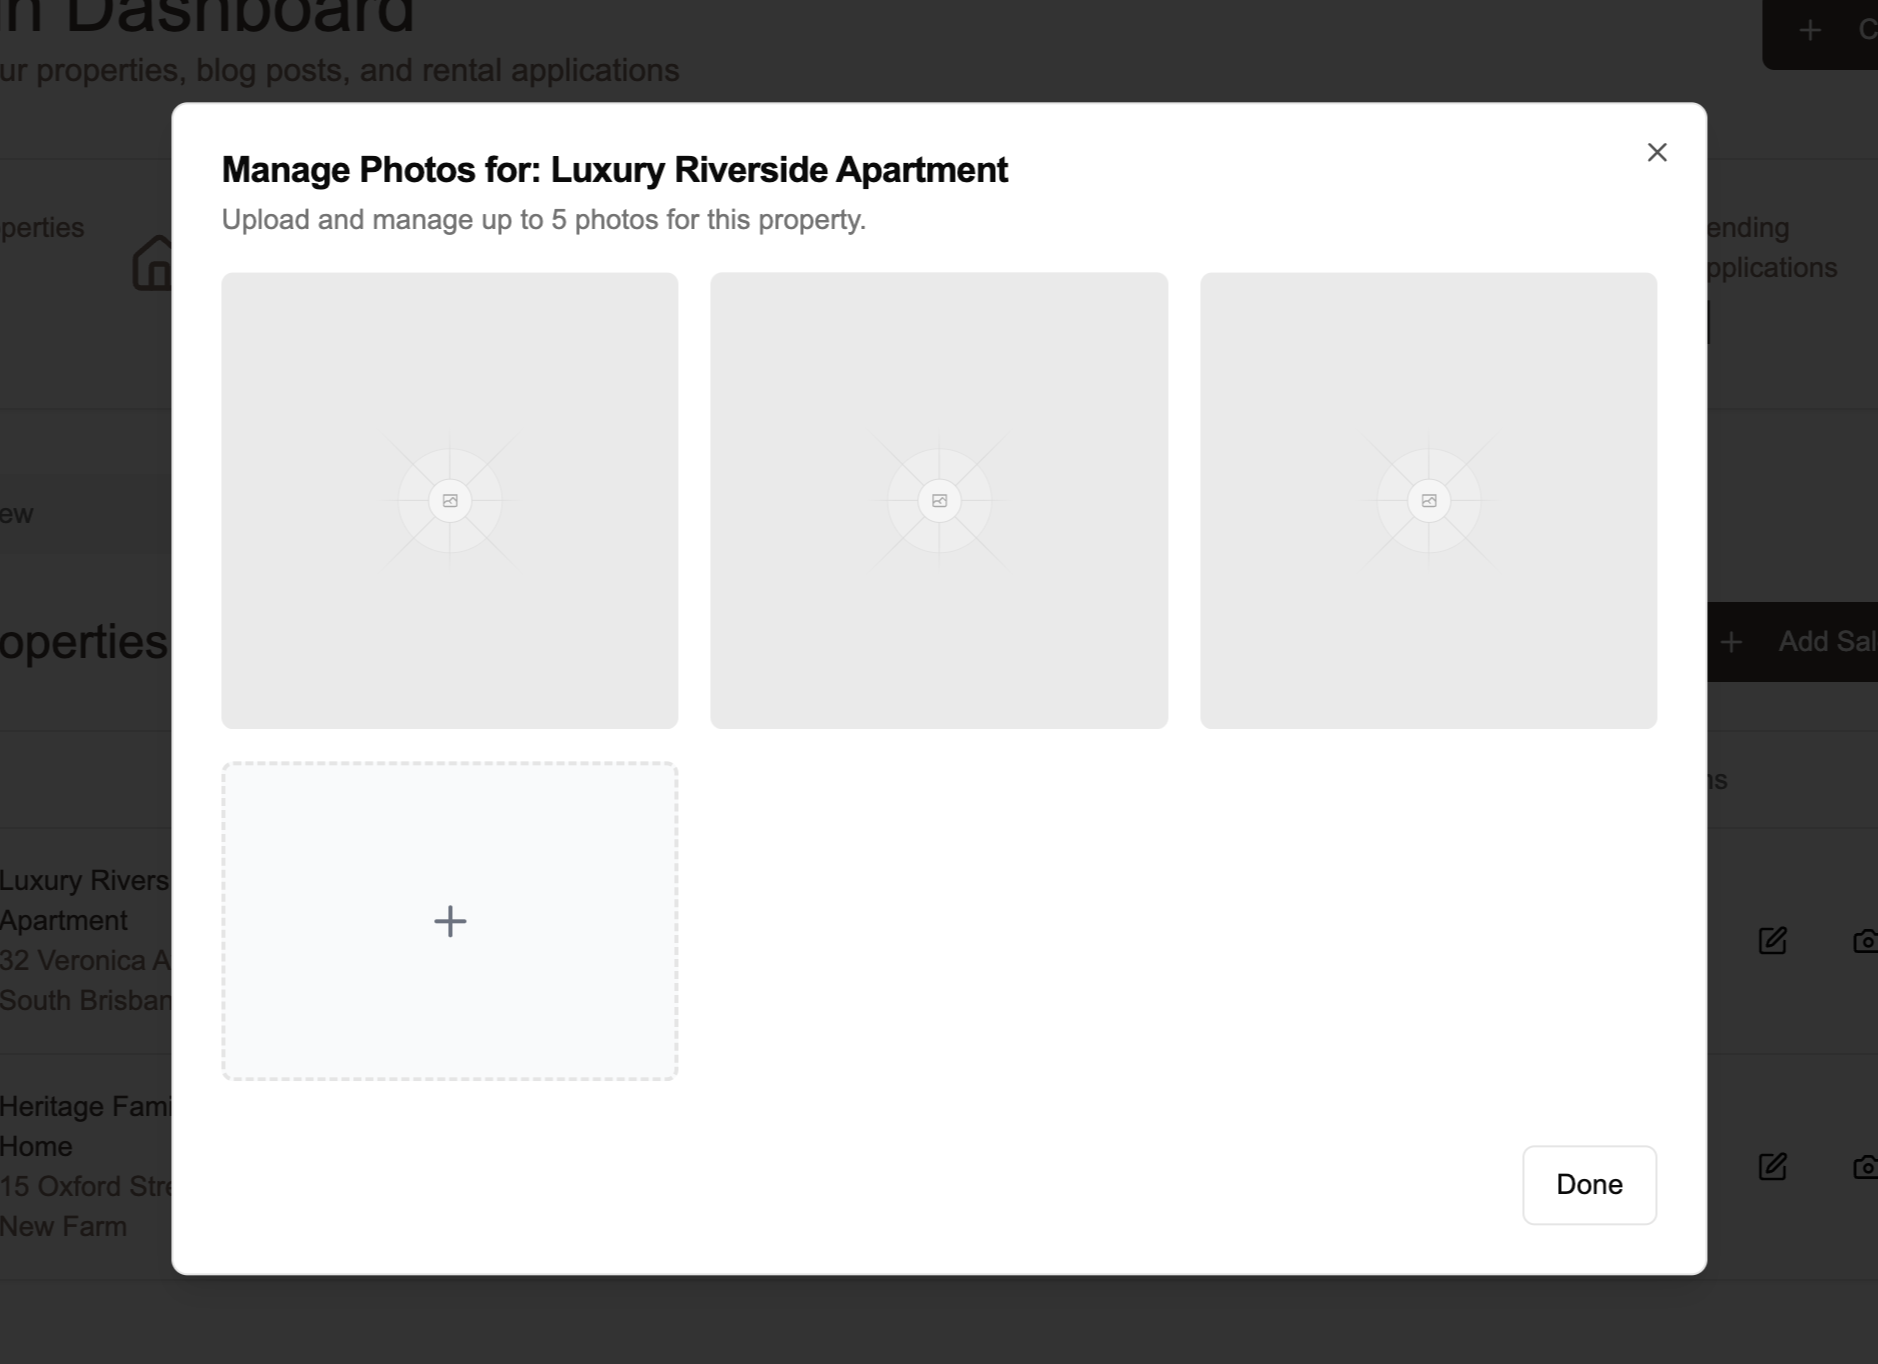 in Dashboard
ur properties, blog posts, and rental applications
C
Manage Photos for: Luxury Riverside Apartment
Upload and manage up to 5 photos for this property.
perties
ending
pplications
ew
operties
Add Sal
ns
Luxury Rivers
Apartment
32 Veronica A
South Brisban
Heritage Fami
Home
15 Oxford Stre
New Farm
Done